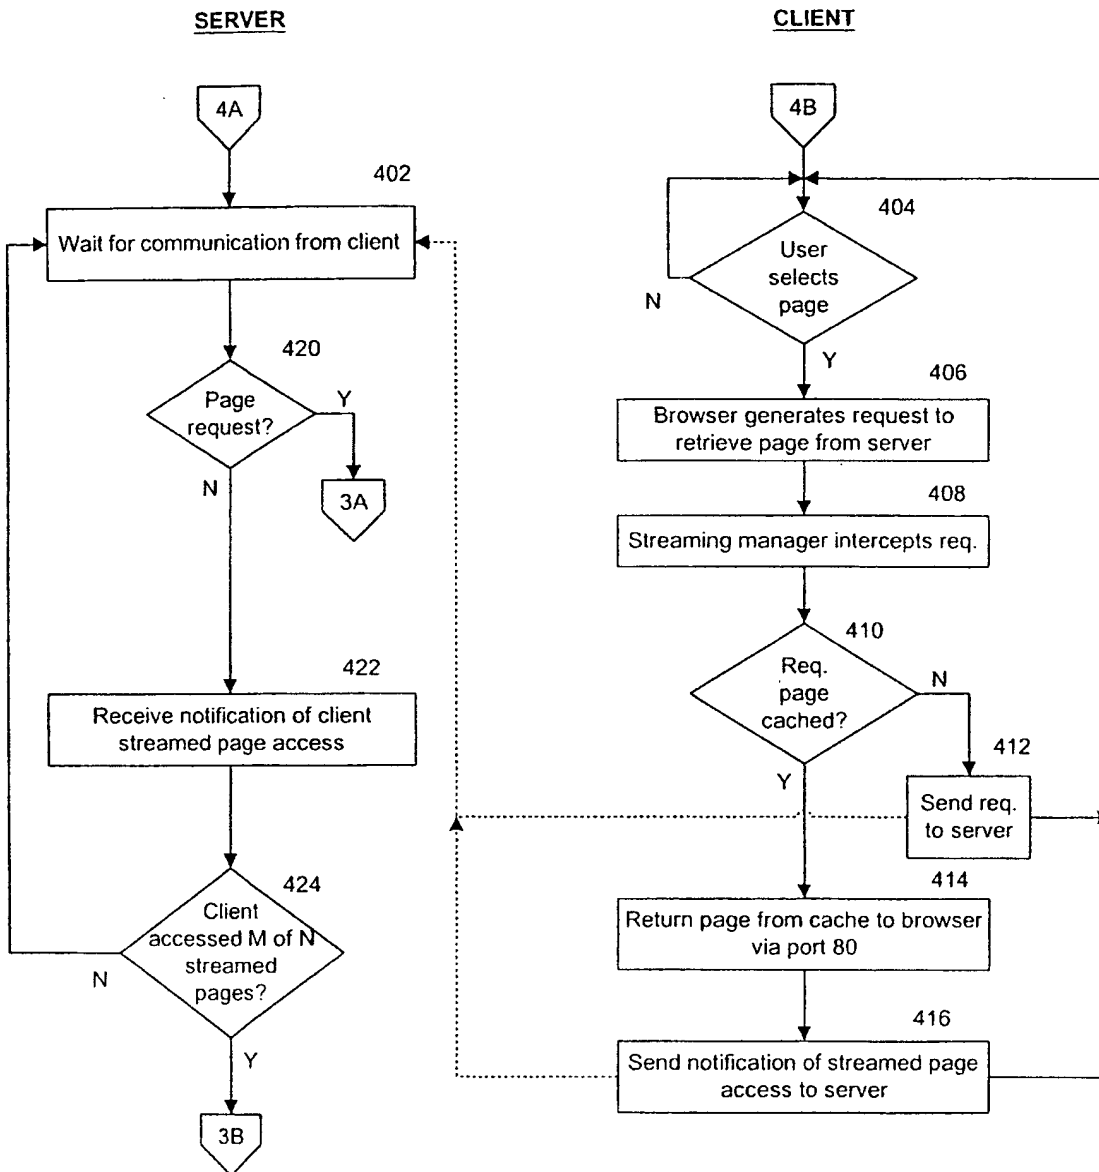 SERVER
4A
402
Wait for communication from client
420
Page
request?
Y
N
3A
422
Receive notification of client
streamed page access
424
Client
accessed M of N
streamed
pages?
N
Y
3B
CLIENT
4B
404
User
selects
page
N
Y
406
Browser generates request to
retrieve page from server
408
Streaming manager intercepts req.
410
Req.
page
cached?
N
Y
412
Send req.
to server
414
Return page from cache to browser
via port 80
416
Send notification of streamed page
access to server